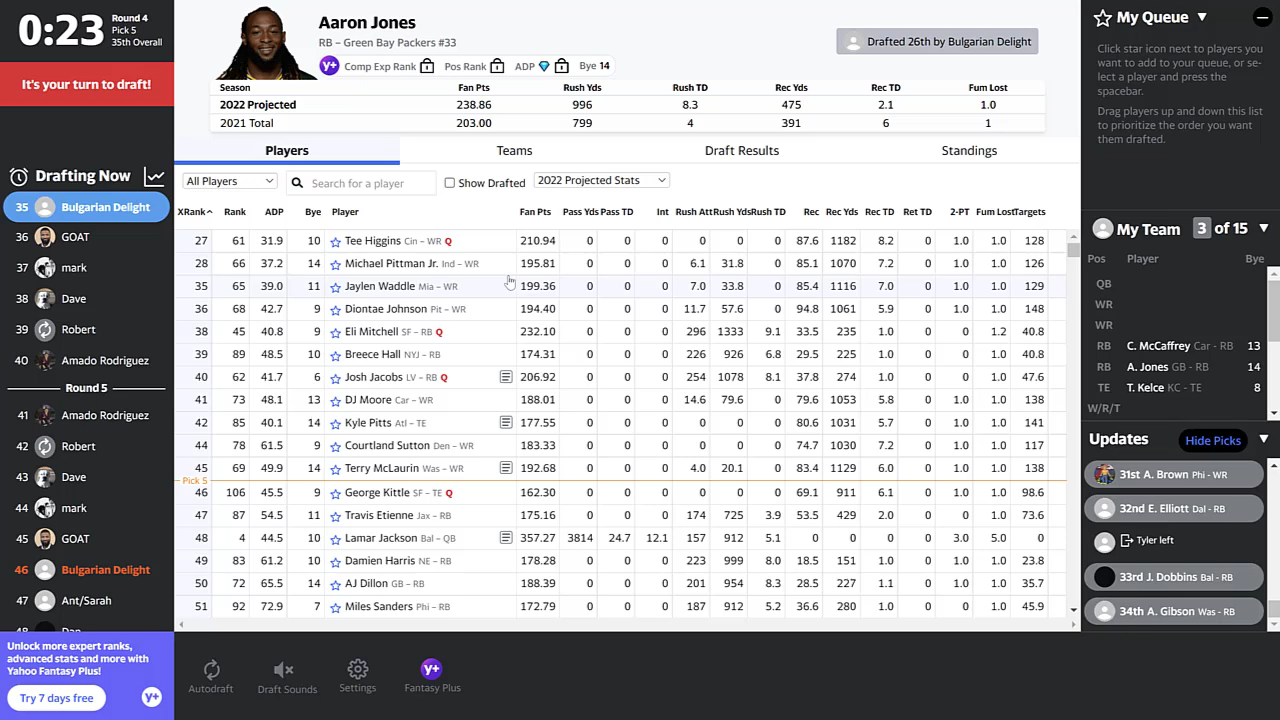 0:23
Round 4
Pick 5
35th Overall
It's your turn to draft!
Drafting Now
35 Bulgarian Delight
36 GOAT
37 mark
38 Dave
39 Robert
40 Amado Rodriguez
Round 5
41 Amado Rodriguez
42 Robert
43 Dave
44 mark
45 GOAT
46 Bulgarian Delight
47 Ant/Sarah
Unlock more expert ranks,
advanced stats and more with
Yahoo Fantasy Plus!
Try 7 days free
y+
Aaron Jones
RB – Green Bay Packers #33
y+ Comp Exp Rank Pos Rank ADP Bye 14
Drafted 26th by Bulgarian Delight
Season Fan Pts Rush Yds Rush TD Rec Yds Rec TD Fum Lost
2022 Projected 238.86 996 8.3 475 2.1 1.0
2021 Total 203.00 799 4 391 6 1
Players Teams Draft Results Standings
All Players Search for a player Show Drafted 2022 Projected Stats
XRank Rank ADP Bye Player Fan Pts Pass Yds Pass TD Int Rush Att Rush Yds Rush TD Rec Rec Yds Rec TD Ret TD 2-PT Fum Lost Targets
27 61 31.9 10 Tee Higgins Cin – WR Q 210.94 0 0 0 0 0 0 87.6 1182 8.2 0 1.0 1.0 128
28 66 37.2 14 Michael Pittman Jr. Ind – WR 195.81 0 0 0 6.1 31.8 0 85.1 1070 7.2 0 1.0 1.0 126
35 65 39.0 11 Jaylen Waddle Mia – WR 199.36 0 0 0 7.0 33.8 0 85.4 1116 7.0 0 1.0 1.0 129
36 68 42.7 9 Diontae Johnson Pit – WR 194.40 0 0 0 11.7 57.6 0 94.8 1061 5.9 0 1.0 1.0 148
38 45 40.8 9 Eli Mitchell SF – RB Q 232.10 0 0 0 296 1333 9.1 33.5 235 1.0 0 1.0 1.2 40.8
39 89 48.5 10 Breece Hall NYJ – RB 174.31 0 0 0 226 926 6.8 29.5 225 1.0 0 1.0 1.0 40.8
40 62 41.7 6 Josh Jacobs LV – RB Q 206.92 0 0 0 254 1078 8.1 37.8 274 1.0 0 1.0 1.0 47.6
41 73 48.1 13 DJ Moore Car – WR 188.01 0 0 0 14.6 79.6 0 79.6 1053 5.8 0 1.0 1.0 138
42 85 40.1 14 Kyle Pitts Atl – TE 177.55 0 0 0 0 0 0 80.6 1031 5.7 0 1.0 1.0 141
44 78 61.5 9 Courtland Sutton Den – WR 183.33 0 0 0 0 0 0 74.7 1030 7.2 0 1.0 1.0 117
45 69 49.9 14 Terry McLaurin Was – WR 192.68 0 0 0 4.0 20.1 0 83.4 1129 6.0 0 1.0 1.0 138
Pick 5
46 106 45.5 9 George Kittle SF – TE Q 162.30 0 0 0 0 0 0 69.1 911 6.1 0 1.0 1.0 98.6
47 87 54.5 11 Travis Etienne Jax – RB 175.16 0 0 0 174 725 3.9 53.5 429 2.0 0 1.0 1.0 73.6
48 4 44.5 10 Lamar Jackson Bal – QB 357.27 3814 24.7 12.1 157 912 5.1 0 0 0 0 3.0 5.0 0
49 83 61.2 10 Damien Harris NE – RB 178.28 0 0 0 223 999 8.0 18.5 151 1.0 0 1.0 1.0 23.8
50 72 65.5 14 AJ Dillon GB – RB 188.39 0 0 0 201 954 8.3 28.5 227 1.1 0 1.0 1.0 35.7
51 92 72.9 7 Miles Sanders Phi – RB 172.79 0 0 0 187 912 5.2 36.6 280 1.0 0 1.0 1.0 45.9
Autodraft
Draft Sounds
Settings
y+
Fantasy Plus
My Queue
Click star icon next to players you
want to add to your queue, or se-
lect a player and press the
spacebar.
Drag players up and down this list
to prioritize the order you want
them drafted.
My Team 3 of 15
Pos Player Bye
QB
WR
WR
RB C. McCaffrey Car - RB 13
RB A. Jones GB - RB 14
TE T. Kelce KC - TE 8
W/R/T
Updates Hide Picks
31st A. Brown Phi - WR
32nd E. Elliott Dal - RB
Tyler left
33rd J. Dobbins Bal - RB
34th A. Gibson Was - RB